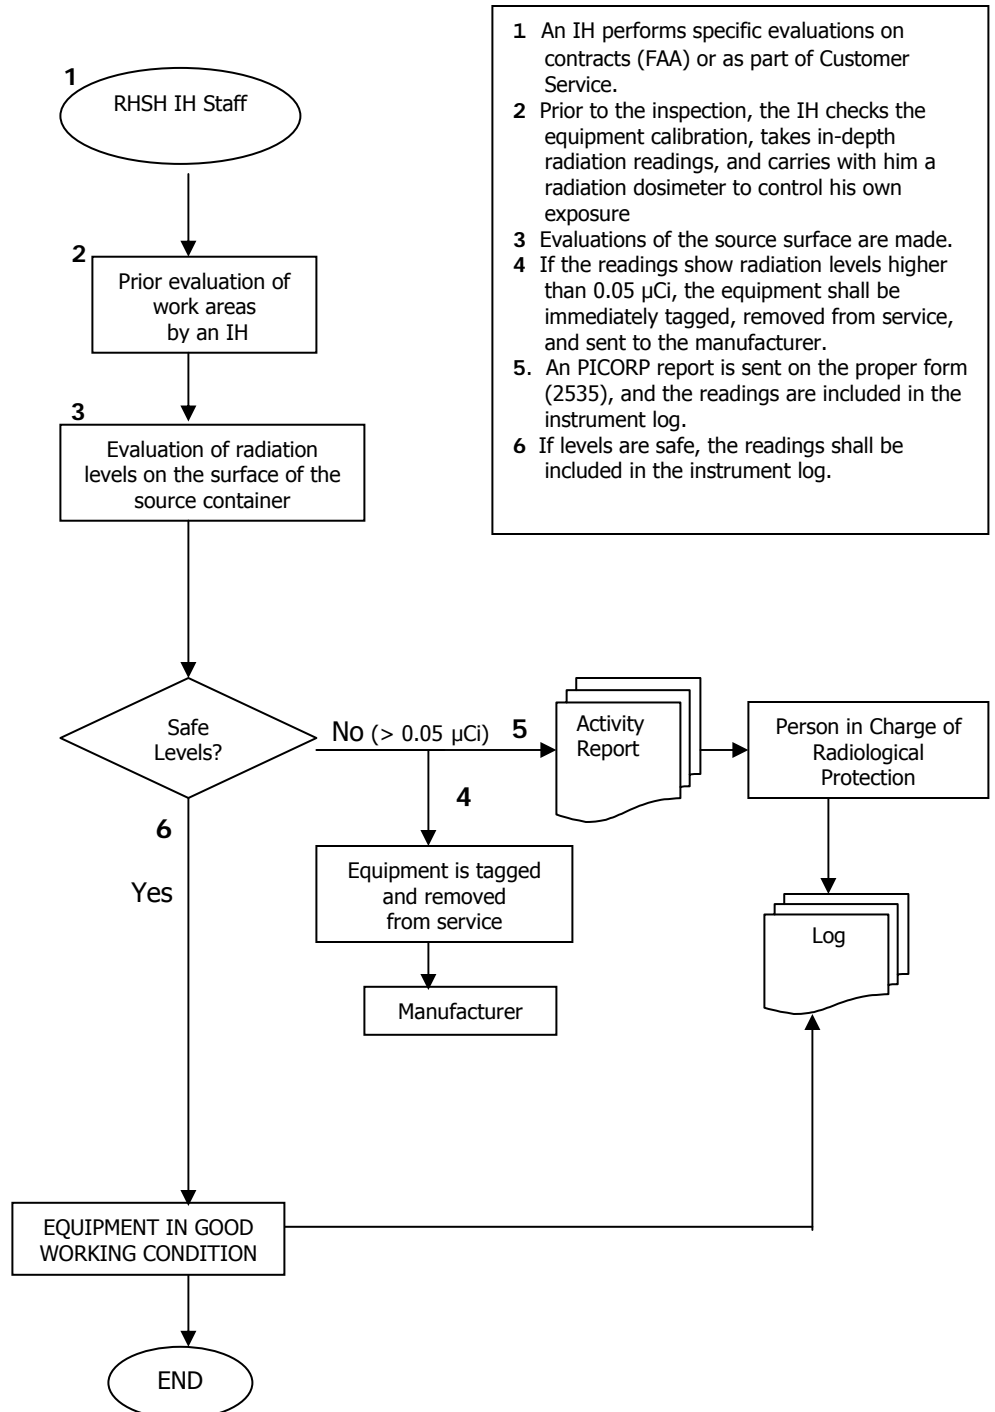 1
RHSH IH Staff
2
Prior evaluation of
work areas
by an IH
3
Evaluation of radiation
levels on the surface of the
source container
Safe
Levels?
No (> 0.05 µCi)
5
Activity
Report
Person in Charge of
Radiological
Protection
4
6
Yes
Equipment is tagged
and removed
from service
Log
Manufacturer
EQUIPMENT IN GOOD
WORKING CONDITION
END
1 An IH performs specific evaluations on
contracts (FAA) or as part of Customer
Service.
2 Prior to the inspection, the IH checks the
equipment calibration, takes in-depth
radiation readings, and carries with him a
radiation dosimeter to control his own
exposure
3 Evaluations of the source surface are made.
4 If the readings show radiation levels higher
than 0.05 µCi, the equipment shall be
immediately tagged, removed from service,
and sent to the manufacturer.
5. An PICORP report is sent on the proper form
(2535), and the readings are included in the
instrument log.
6 If levels are safe, the readings shall be
included in the instrument log.